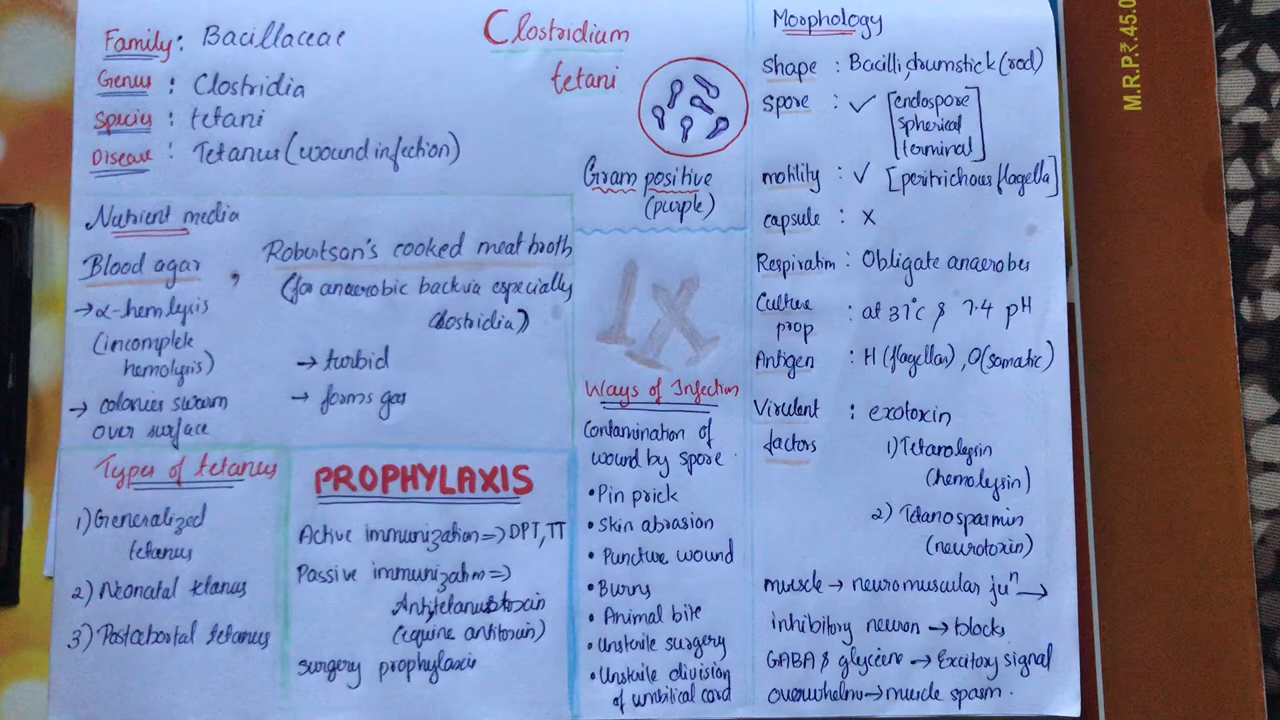 Clostridium
tetani
Family: Bacillaceae
Genus : Clostridia
Species : tetani
Disease : Tetanus (wound infection)
Gram positive
(purple)
Morphology
shape : Bacilli, drumstick (rod)
spore : ✓ [endospore
spherical
terminal]
motility : ✓ [peritrichous flagella]
capsule : x
Respiration : Obligate anaerobes
Culture : at 37°c & 7.4 pH
prop
Antigen : H (flagellar), O (somatic)
Virulent : exotoxin
factors
1) Tetanolysin
(hemolysin)
2) Tetanospasmin
(neurotoxin)
muscle → neuromuscular juⁿ →
inhibitory neuron → blocks
GABA & glycine → Excitory signal
overwhelm → muscle spasm.
Nutrient media
Blood agar ,
→ α-hemlysis
(incomplete
hemolysis)
→ colonies swarm
over surface
Robertson's cooked meat broth
(for anaerobic especially
clostridia)
→ turbid
→ forms gas
Types of tetanus
1) Generalized
tetanus
2) Neonatal tetanus
3) Postabortal tetanus
PROPHYLAXIS
Active immunization => DPT, TT
Passive immunization =>
(equine antitoxin)
surgery prophylaxis
Ways of Infection
Contamination of
wound by spore.
• Pin prick
• Skin abrasion
• Puncture wound
• Burns
• Animal bite
• Unsterile surgery
• Unsterile division
of umbilical cord
M.R.P.₹.45.0